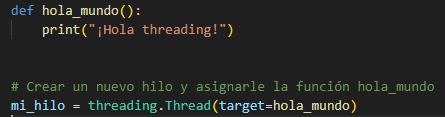 def hola_mundo():
    print("¡Hola threading!")
# Crear un nuevo hilo y asignarle la función hola_mundo
mi_hilo = threading.Thread(target=hola_mundo)